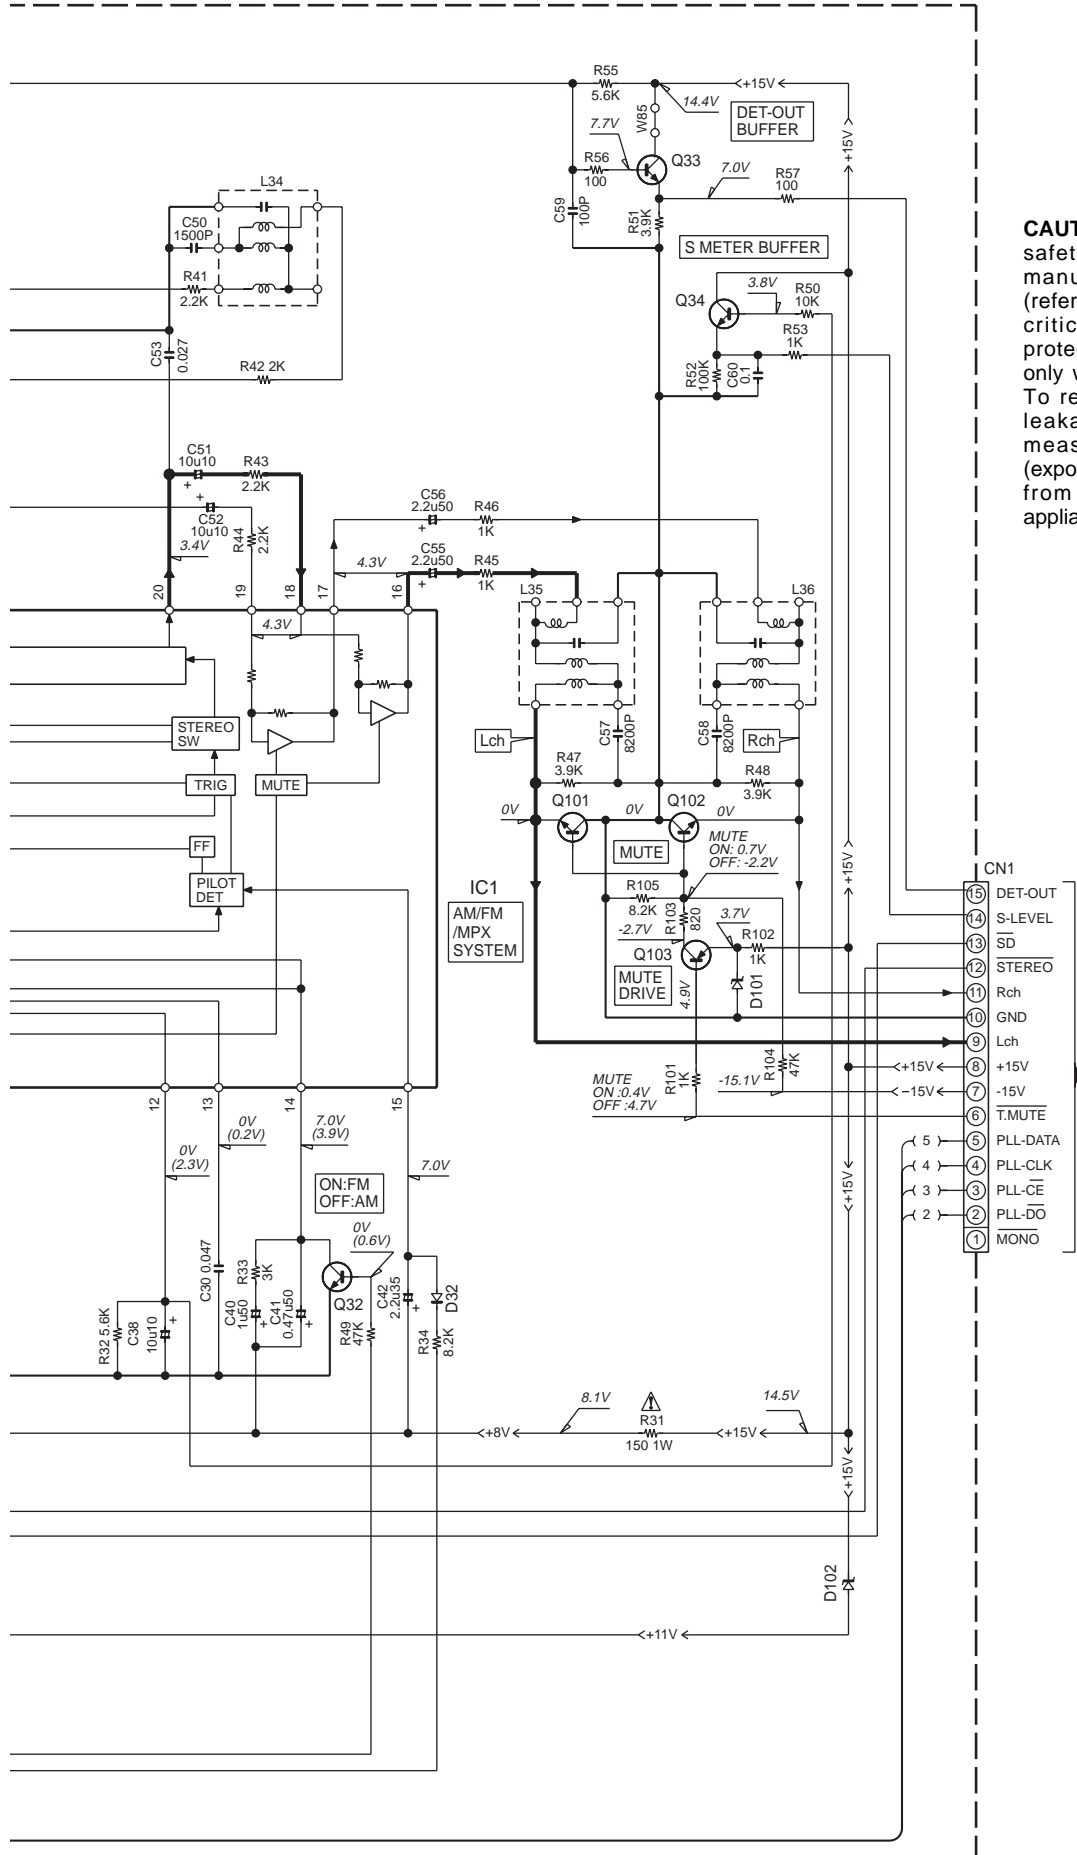 R55
5.6K
+15V
14.4V
DET-OUT
BUFFER
W85
7.7V
+15V
Q33
R56
100
7.0V
R57
100
L34
C59
100P
R51
3.9K
C50
1500P
S METER BUFFER
R41
2.2K
3.8V
R50
10K
Q34
R53
1K
C53
0.027
R42 2K
R52
100K
C60
0.1
CAUT
safet
manu
(refer
critic
prote
only w
To re
leaka
meas
(expo
from
applia
C51
10u10
R43
2.2K
+
+
C52
10u10
R44
2.2K
3.4V
C56
2.2u50
R46
1K
+
C55
2.2u50
R45
1K
4.3V
+
20
19
18
17
16
L35
L36
4.3V
STEREO
SW
TRIG
MUTE
FF
PILOT
DET
Lch
C57
8200P
C58
8200P
Rch
R47
3.9K
R48
3.9K
0V
Q101
0V
Q102
0V
MUTE
MUTE
ON: 0.7V
OFF: -2.2V
+15V
IC1
AM/FM
/MPX
SYSTEM
R105
8.2K
R103
820
3.7V
-2.7V
R102
1K
Q103
MUTE
DRIVE
4.9V
D101
CN1
15 DET-OUT
14 S-LEVEL
13 SD
12 STEREO
11 Rch
10 GND
9 Lch
+15V 8 +15V
−15V 7 -15V
6 T.MUTE
5 5 PLL-DATA
4 4 PLL-CLK
3 3 PLL-CE
2 2 PLL-DO
1 MONO
MUTE
ON :0.4V
OFF :4.7V
R101
1K
-15.1V
R104
47K
12
13
14
15
0V
(2.3V)
0V
(0.2V)
7.0V
(3.9V)
7.0V
+15V
ON:FM
OFF:AM
0V
(0.6V)
R32 5.6K
C38
10u10
+
C30 0.047
R33
3K
C40
1u50
+
C41
0.47u50
+
Q32
R49
47K
C42
2.2u35
+
D32
R34
8.2K
+8V
8.1V
R31
150 1W
+15V
14.5V
+15V
D102
+11V